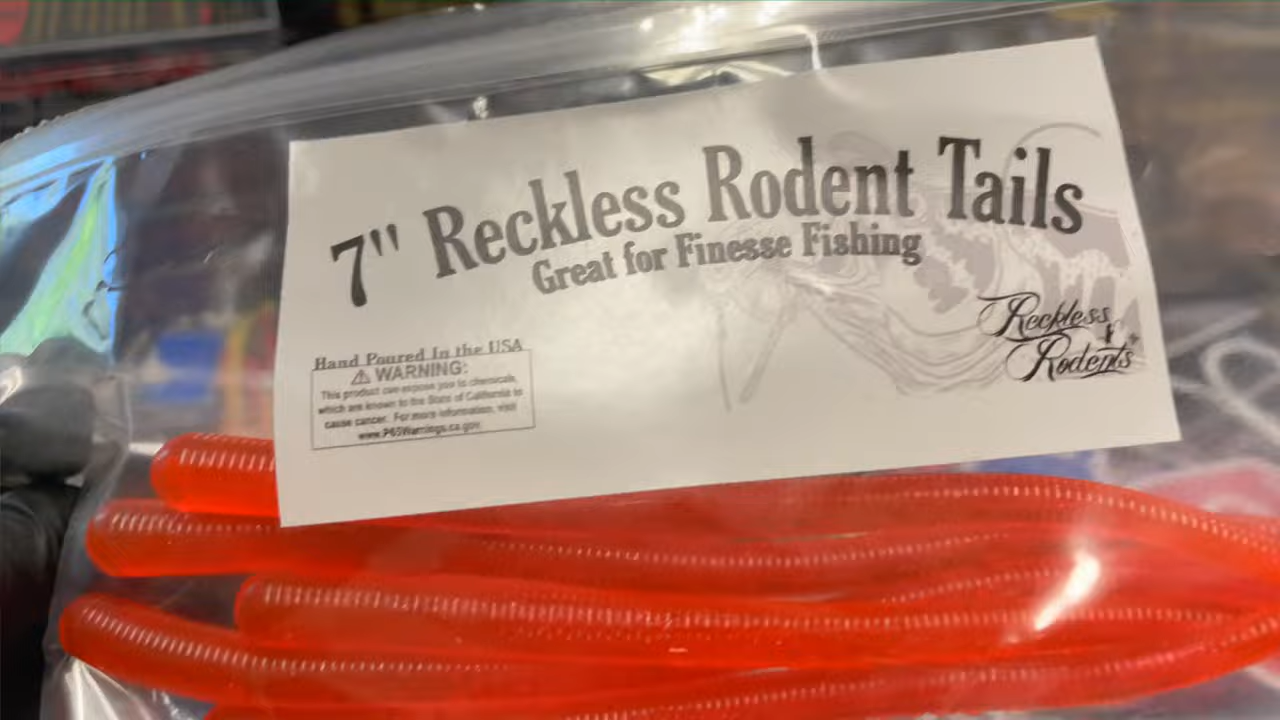 7" Reckless Rodent Tails
Great for Finesse Fishing
Hand Poured In the USA
⚠ WARNING:
This product can expose you to chemicals,
which are known to the State of California to
cause cancer. For more information, visit
www.P65Warnings.ca.gov.
Reckless
Rodents